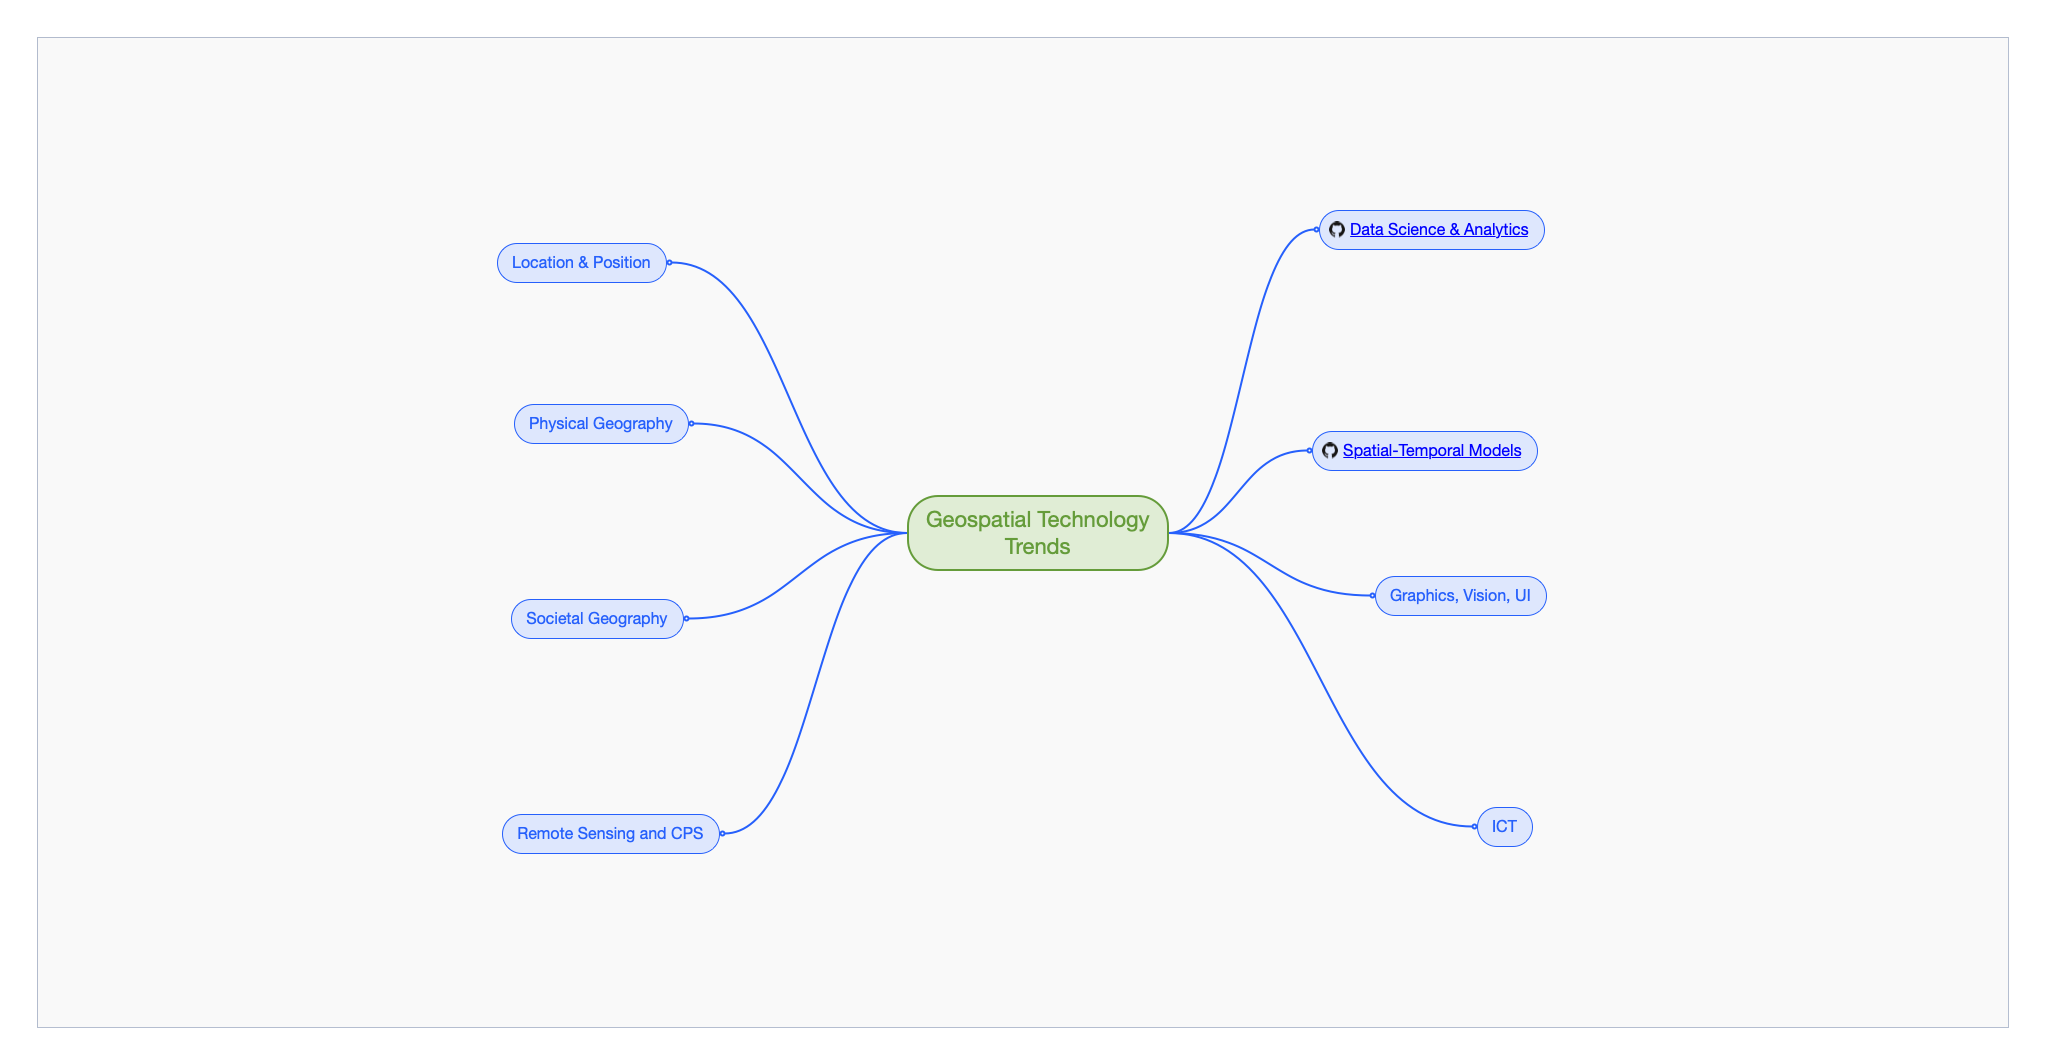 Location & Position
Physical Geography
Societal Geography
Remote Sensing and CPS
Geospatial Technology
Trends
Data Science & Analytics
Spatial-Temporal Models
Graphics, Vision, UI
ICT